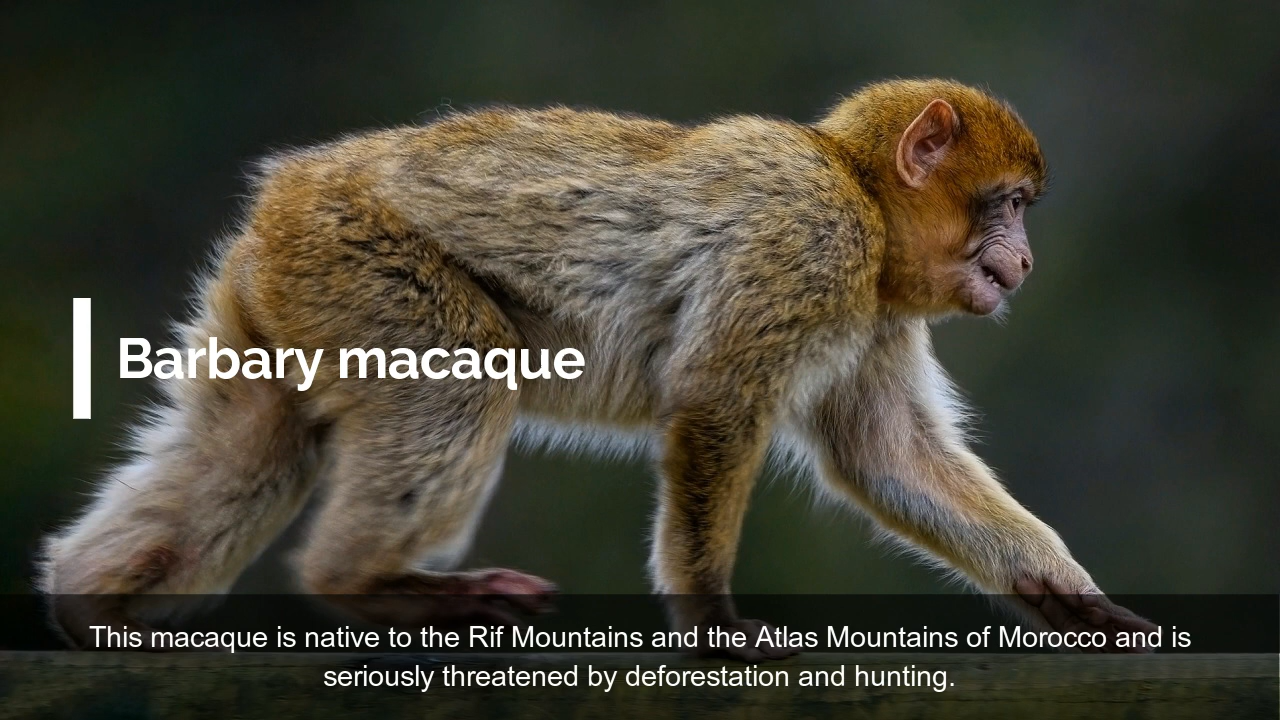 Barbary macaque
This macaque is native to the Rif Mountains and the Atlas Mountains of Morocco and is
seriously threatened by deforestation and hunting.